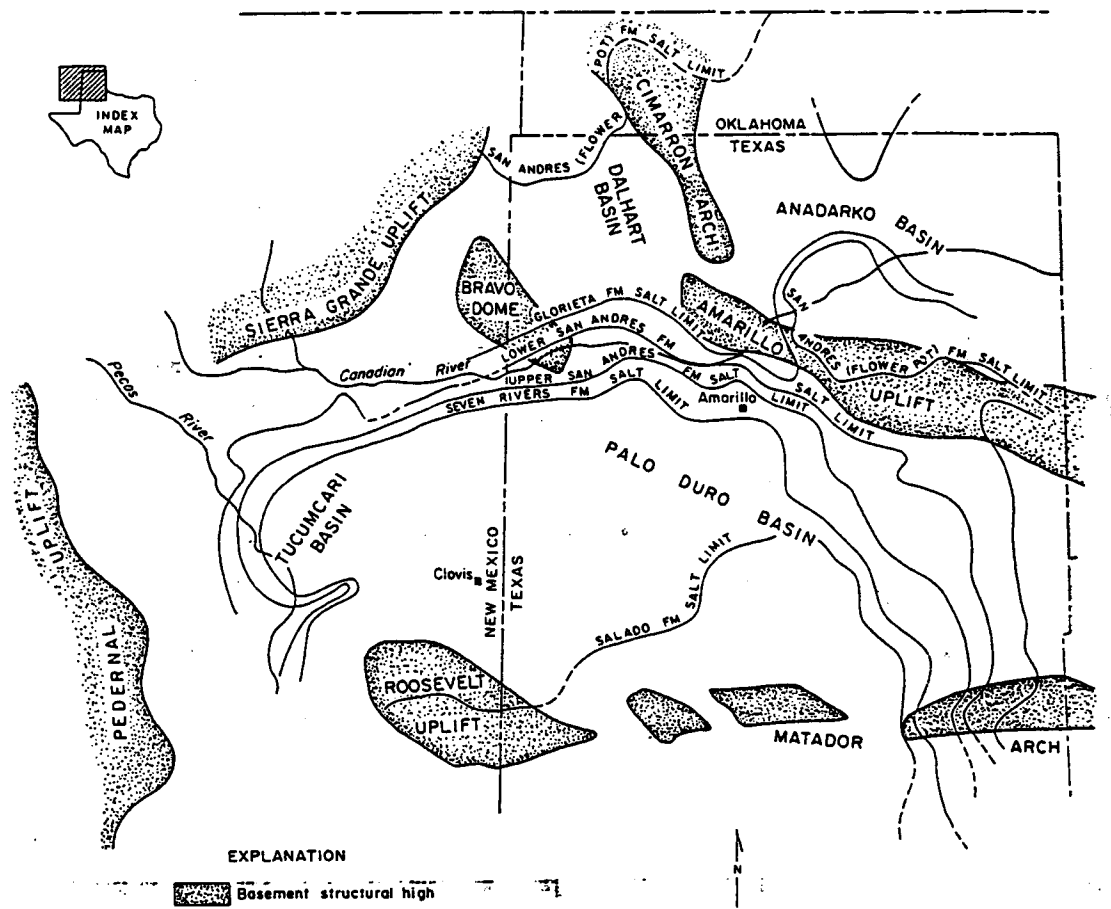 (POT) FM SALT LIMIT
INDEX
MAP
CIMARRON
ARCH
OKLAHOMA
TEXAS
SAN ANDRES (FLOWER
DALHART
BASIN
ANADARKO BASIN
SIERRA GRANDE UPLIFT
BRAVO
DOME
GLORIETA FM SALT LIMIT
LOWER SAN ANDRES FM SALT LIMIT
AMARILLO
UPLIFT
SAN ANDRES (FLOWER POT) FM SALT LIMIT
Pecos River
Canadian River
UPPER SAN ANDRES FM SALT LIMIT
SEVEN RIVERS FM SALT LIMIT
Amarillo
PALO DURO BASIN
TUCUMCARI
BASIN
Clovis
NEW MEXICO
TEXAS
PEDERNAL UPLIFT
SALADO FM SALT LIMIT
ROOSEVELT
UPLIFT
MATADOR ARCH
EXPLANATION
Basement structural high
N